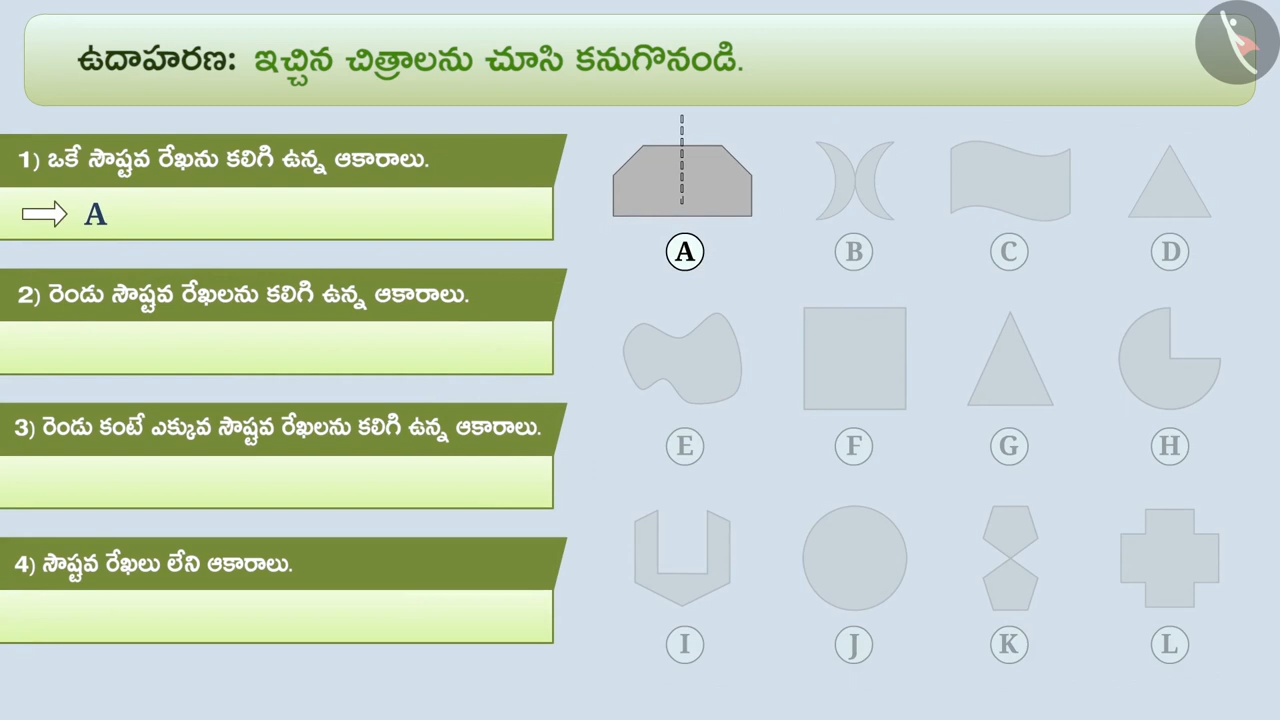 ఉదాహరణ: ఇచ్చిన చిత్రాలను చూసి కనుగొనండి.
1) ఒకే సౌష్టవ రేఖను కలిగి ఉన్న ఆకారాలు.
A
2) రెండు సౌష్టవ రేఖలను కలిగి ఉన్న ఆకారాలు.
3) రెండు కంటే ఎక్కువ సౌష్టవ రేఖలను కలిగి ఉన్న ఆకారాలు.
4) సౌష్టవ రేఖలు లేని ఆకారాలు.
A B C D
E F G H
I J K L